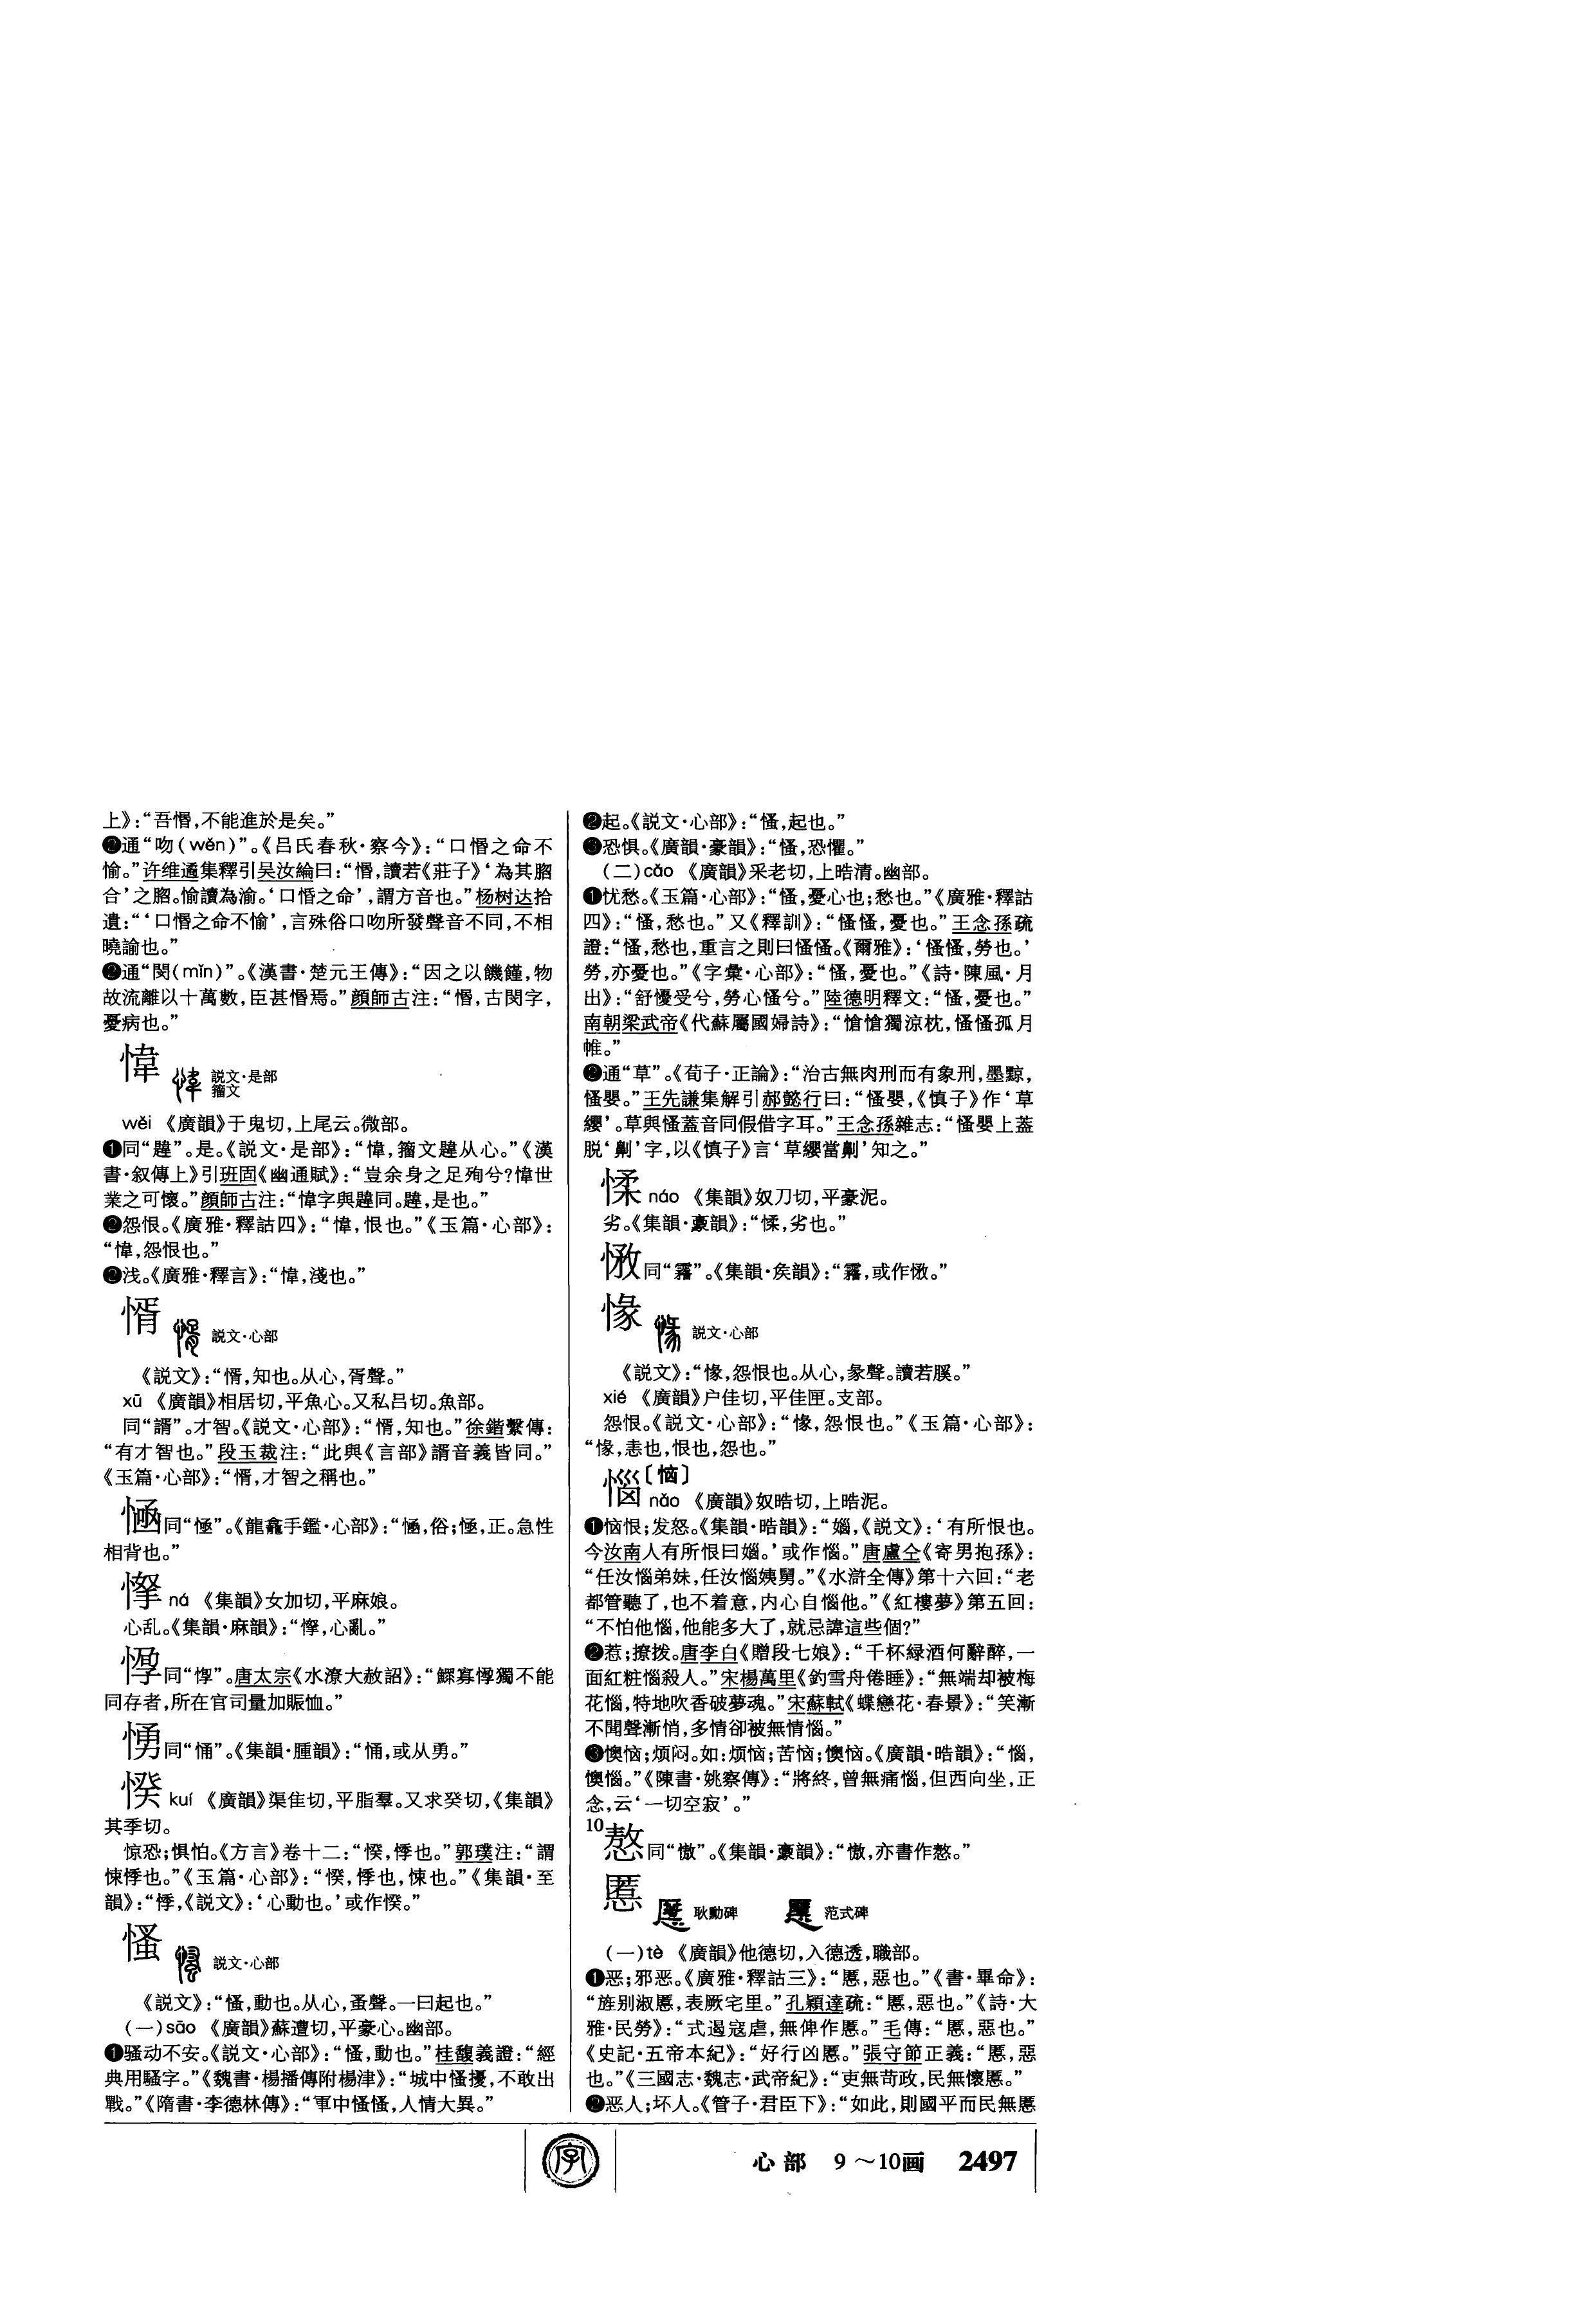 上》：“吾惛，不能進於是矣。”
❷通“吻（wěn）”。《吕氏春秋·察今》：“口惛之命不
愉。”许维遹集釋引吴汝綸曰：“惛，讀若《莊子》‘為其脗
合’之脗。愉讀為渝。‘口惛之命’，謂方音也。”杨树达拾
遺：“‘口惛之命不愉’，言殊俗口吻所發聲音不同，不相
曉諭也。”
❷通“閔（mǐn）”。《漢書·楚元王傳》：“因之以饑饉，物
故流離以十萬數，臣甚惛焉。”顔師古注：“惛，古閔字，
憂病也。”
愇
説文·是部
籀文
wěi 《廣韻》于鬼切，上尾云。微部。
❶同“韙”。是。《説文·是部》：“愇，籀文韙从心。”《漢
書·叙傳上》引班固《幽通賦》：“豈余身之足殉兮？愇世
業之可懷。”顔師古注：“愇字與韙同。韙，是也。”
❷怨恨。《廣雅·釋詁四》：“愇，恨也。”《玉篇·心部》：
“愇，怨恨也。”
❷浅。《廣雅·釋言》：“愇，淺也。”
惰
説文·心部
《説文》：“愲，知也。从心，胥聲。”
xū 《廣韻》相居切，平魚心。又私吕切。魚部。
同“諝”。才智。《説文·心部》：“㥠，知也。”徐鍇繫傳：
“有才智也。”段玉裁注：“此與《言部》諝音義皆同。”
《玉篇·心部》：“㥠，才智之稱也。”
同“㥛”。《龍龕手鑑·心部》：“俗；正。急性
相背也。”
ná 《集韻》女加切，平麻娘。
心乱。《集韻·麻韻》：“心亂。”
同“惸”。唐太宗《水潦大赦詔》：“鰥寡獨不能
同存者，所在官司量加賑恤。”
愑同“悀”。《集韻·腫韻》：“悀，或从勇。”
㨒 kuí 《廣韻》渠隹切，平脂羣。又求癸切，《集韻》
其季切。
惊恐；惧怕。《方言》卷十二：“悸也。”郭璞注：“謂
悚悸也。”《玉篇·心部》：“悸也，悚也。”《集韻·至
韻》：“悸，《説文》：‘心動也。’或作。”
慅
説文·心部
《説文》：“慅，動也。从心，蚤聲。一曰起也。”
（一）sāo 《廣韻》蘇遭切，平豪心。幽部。
❶骚动不安。《説文·心部》：“慅，動也。”桂馥義證：“經
典用騷字。”《魏書·楊播傳附楊津》：“城中慅擾，不敢出
戰。”《隋書·李德林傳》：“軍中慅慅，人情大異。”
❷起。《説文·心部》：“慅，起也。”
❸恐惧。《廣韻·豪韻》：“慅，恐懼。”
（二）cǎo 《廣韻》采老切，上晧清。幽部。
❶忧愁。《玉篇·心部》：“慅，憂心也；愁也。”《廣雅·釋詁
四》：“慅，愁也。”又《釋訓》：“慅慅，憂也。”王念孫疏
證：“慅，愁也，重言之則曰慅慅。《爾雅》：‘慅慅，勞也。’
勞，亦憂也。”《字彙·心部》：“慅，憂也。”《詩·陳風·月
出》：“舒懮受兮，勞心慅兮。”陸德明釋文：“慅，憂也。”
南朝梁武帝《代蘇屬國婦詩》：“愴愴獨涼枕，慅慅孤月
帷。”
❷通“草”。《荀子·正論》：“治古無肉刑而有象刑，墨黥，
慅嬰。”王先謙集解引郝懿行曰：“慅嬰，《慎子》作‘草
纓’。草與慅蓋音同假借字耳。”王念孫雜志：“慅嬰上蓋
脱‘劓’字，以《慎子》言‘草纓當劓’知之。”
㥩 náo 《集韻》奴刀切，平豪泥。
劣。《集韻·豪韻》：“劣也。”
同“霿”。《集韻·矦韻》：“霿，或作。”
㥟
説文·心部
《説文》：“㥟，怨恨也。从心，彖聲。讀若膎。”
xié 《廣韻》户佳切，平佳匣。支部。
怨恨。《説文·心部》：“㥟，怨恨也。”《玉篇·心部》：
“㥟，恚也，恨也，怨也。”
惱〔恼〕
nǎo 《廣韻》奴晧切，上晧泥。
❶恼恨；发怒。《集韻·晧韻》：“㛴，《説文》：‘有所恨也。
今汝南人有所恨曰㛴。’或作惱。”唐盧仝《寄男抱孫》：
“任汝惱弟妹，任汝惱姨舅。”《水滸全傳》第十六回：“老
都管聽了，也不着意，内心自惱他。”《紅樓夢》第五回：
“不怕他惱，他能多大了，就忌諱這些個？”
❷惹；撩拨。唐李白《贈段七娘》：“千杯緑酒何辭醉，一
面紅粧惱殺人。”宋楊萬里《釣雪舟倦睡》：“無端却被梅
花惱，特地吹香破夢魂。”宋蘇軾《蝶戀花·春景》：“笑漸
不聞聲漸悄，多情卻被無情惱。”
❸懊恼；烦闷。如：烦恼；苦恼；懊恼。《廣韻·晧韻》：“惱，
懊惱。”《陳書·姚察傳》：“將終，曾無痛惱，但西向坐，正
念，云‘一切空寂’。”
10
憗同“慠”。《集韻·豪韻》：“慠，亦書作。”
慝
耿勳碑 范式碑
（一）tè 《廣韻》他德切，入德透，職部。
❶恶；邪恶。《廣雅·釋詁三》：“慝，惡也。”《書·畢命》：
“旌别淑慝，表厥宅里。”孔穎達疏：“慝，惡也。”《詩·大
雅·民勞》：“式遏寇虐，無俾作慝。”毛傳：“慝，惡也。”
《史記·五帝本紀》：“好行凶慝。”張守節正義：“慝，惡
也。”《三國志·魏志·武帝紀》：“吏無苛政，民無懷慝。”
❷恶人；坏人。《管子·君臣下》：“如此，則國平而民無慝
字
心部 9～10画 2497